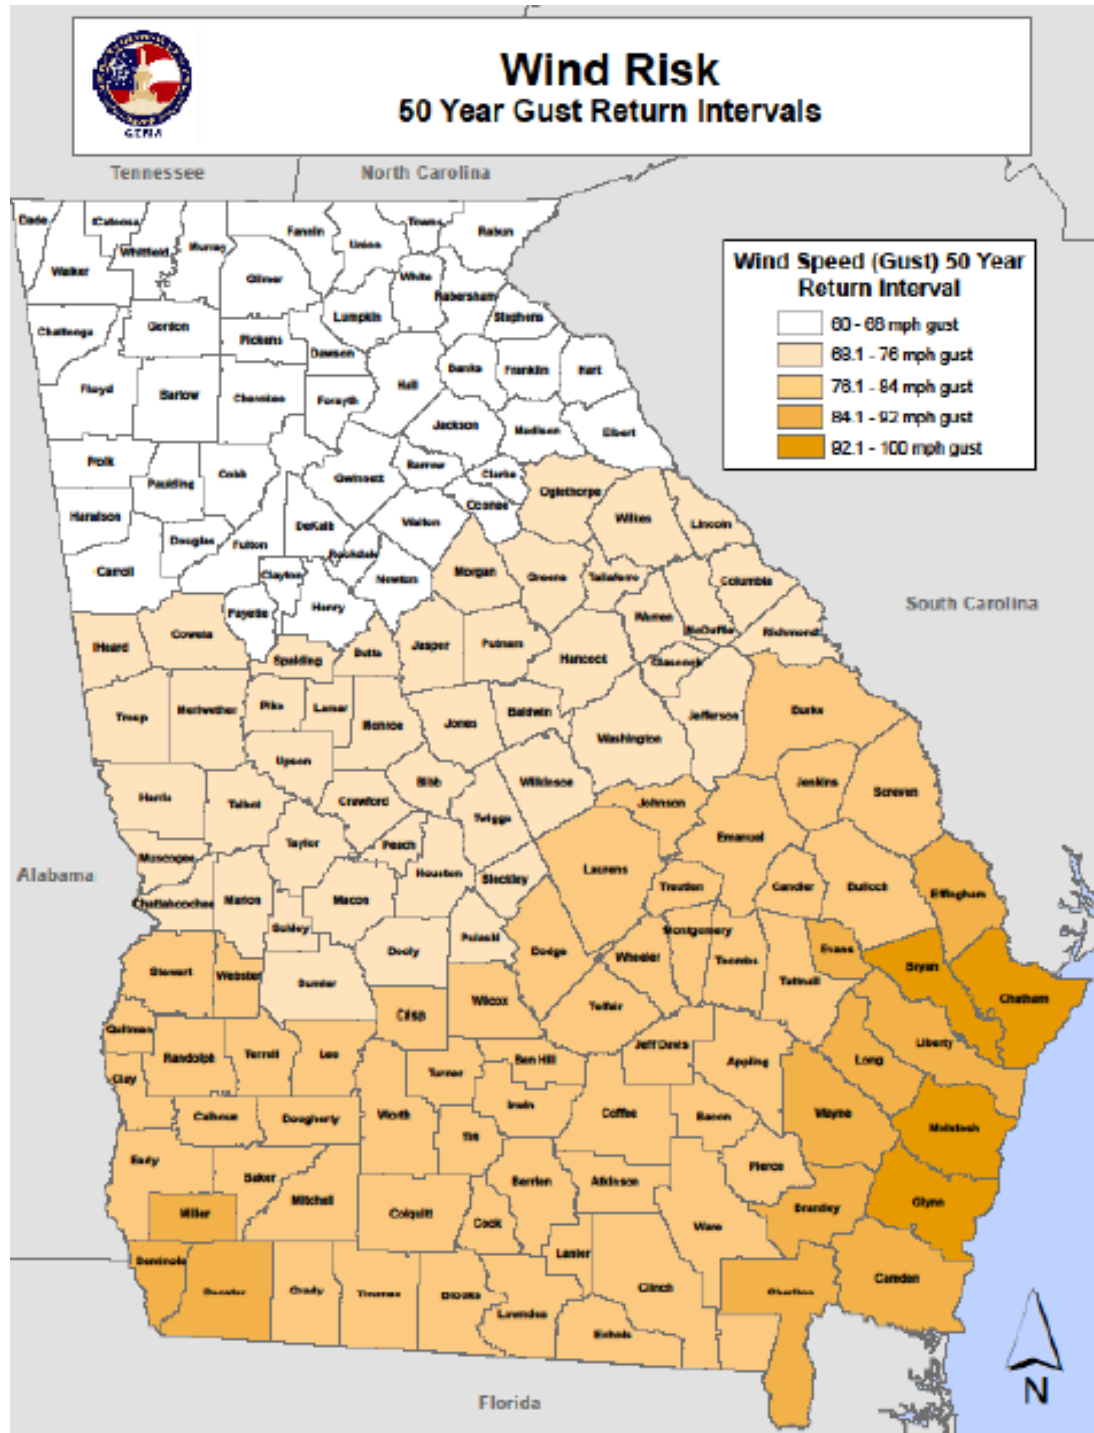 GEMA
Wind Risk
50 Year Gust Return Intervals
Tennessee
North Carolina
Dade
Catoosa
Whitfield
Murray
Fannin
Union
Towns
Rabun
Walker
Gilmer
White
Habersham
Stephens
Lumpkin
Wind Speed (Gust) 50 Year
Return Interval
60 - 68 mph gust
68.1 - 76 mph gust
76.1 - 84 mph gust
84.1 - 92 mph gust
92.1 - 100 mph gust
Chattooga
Gordon
Pickens
Dawson
Floyd
Bartow
Cherokee
Forsyth
Hall
Banks
Franklin
Hart
Jackson
Madison
Elbert
Polk
Paulding
Cobb
Gwinnett
Barrow
Clarke
Oconee
Oglethorpe
Wilkes
Lincoln
Haralson
Douglas
Fulton
DeKalb
Rockdale
Walton
Carroll
Clayton
Fayette
Henry
Newton
Morgan
Greene
Taliaferro
Columbia
Warren
McDuffie
Richmond
South Carolina
Heard
Coweta
Spalding
Butts
Jasper
Putnam
Hancock
Glascock
Troup
Meriwether
Pike
Lamar
Monroe
Jones
Baldwin
Washington
Jefferson
Burke
Upson
Harris
Talbot
Crawford
Bibb
Wilkinson
Twiggs
Johnson
Jenkins
Screven
Emanuel
Taylor
Peach
Houston
Bleckley
Laurens
Treutlen
Candler
Bulloch
Effingham
Muscogee
Alabama
Chattahoochee
Marion
Macon
Schley
Dooly
Pulaski
Dodge
Wheeler
Montgomery
Toombs
Tattnall
Evans
Bryan
Chatham
Stewart
Webster
Sumter
Crisp
Wilcox
Telfair
Quitman
Randolph
Terrell
Lee
Turner
Ben Hill
Jeff Davis
Appling
Long
Liberty
Clay
Calhoun
Dougherty
Worth
Tift
Irwin
Coffee
Bacon
Wayne
McIntosh
Early
Baker
Mitchell
Miller
Colquitt
Cook
Berrien
Atkinson
Pierce
Ware
Brantley
Glynn
Seminole
Decatur
Grady
Thomas
Brooks
Lowndes
Lanier
Clinch
Echols
Charlton
Camden
Florida
N